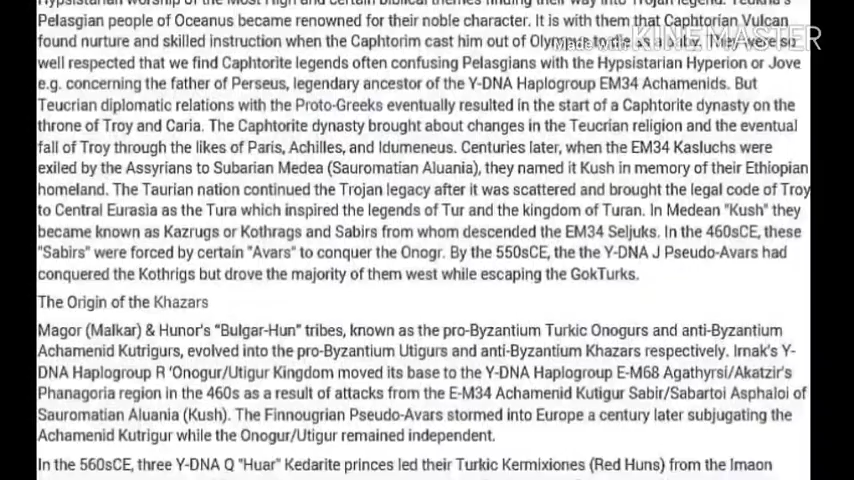 Hypsistarian worship of the Most High and certain biblical themes finding their way into Trojan legend.
Pelasgian people of Oceanus became renowned for their noble character. It is with them that Caphtorian Vulcan
found nurture and skilled instruction when the Caphtorim cast him out of Olympus to die as a baby. They were so
Made with KINEMASTER
well respected that we find Caphtorite legends often confusing Pelasgians with the Hypsistarian Hyperion or Jove
e.g. concerning the father of Perseus, legendary ancestor of the Y-DNA Haplogroup EM34 Achamenids. But
Teucrian diplomatic relations with the Proto-Greeks eventually resulted in the start of a Caphtorite dynasty on the
throne of Troy and Caria. The Caphtorite dynasty brought about changes in the Teucrian religion and the eventual
fall of Troy through the likes of Paris, Achilles, and Idumeneus. Centuries later, when the EM34 Kasluchs were
exiled by the Assyrians to Subarian Medea (Sauromatian Aluania), they named it Kush in memory of their Ethiopian
homeland. The Taurian nation continued the Trojan legacy after it was scattered and brought the legal code of Troy
to Central Eurasia as the Tura which inspired the legends of Tur and the kingdom of Turan. In Medean "Kush" they
became known as Kazrugs or Kothrags and Sabirs from whom descended the EM34 Seljuks. In the 460sCE, these
"Sabirs" were forced by certain "Avars" to conquer the Onogr. By the 550sCE, the the Y-DNA J Pseudo-Avars had
conquered the Kothrigs but drove the majority of them west while escaping the GokTurks.
The Origin of the Khazars
Magor (Malkar) & Hunor's "Bulgar-Hun" tribes, known as the pro-Byzantium Turkic Onogurs and anti-Byzantium
Achamenid Kutrigurs, evolved into the pro-Byzantium Utigurs and anti-Byzantium Khazars respectively. Irnak's Y-
DNA Haplogroup R 'Onogur/Utigur Kingdom moved its base to the Y-DNA Haplogroup E-M68 Agathyrsi/Akatzir's
Phanagoria region in the 460s as a result of attacks from the E-M34 Achamenid Kutigur Sabir/Sabartoi Asphaloi of
Sauromatian Aluania (Kush). The Finnougrian Pseudo-Avars stormed into Europe a century later subjugating the
Achamenid Kutrigur while the Onogur/Utigur remained independent.
In the 560sCE, three Y-DNA Q "Huar" Kedarite princes led their Turkic Kermixiones (Red Huns) from the Imaon